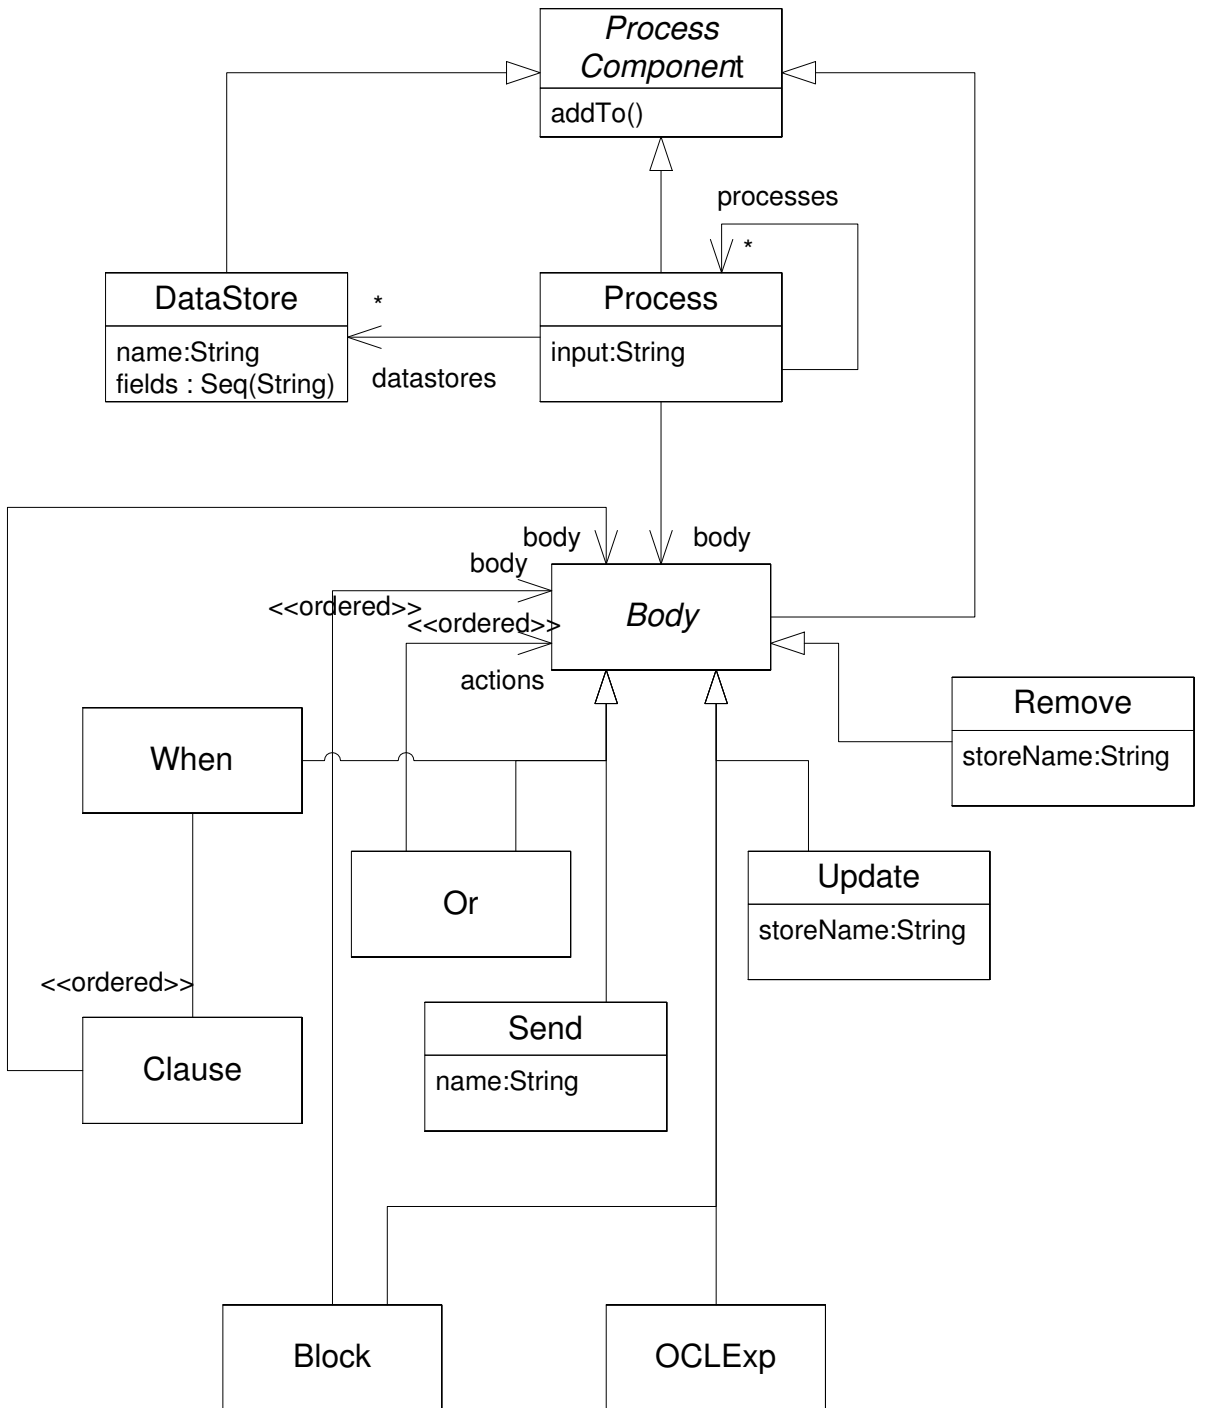 Process
Component
addTo()
processes
*
DataStore
name:String
fields : Seq(String)
*
datastores
Process
input:String
body
body
body
<<ordered>>
<<ordered>>
actions
Body
Remove
storeName:String
When
Update
storeName:String
Or
<<ordered>>
Clause
Send
name:String
Block
OCLExp